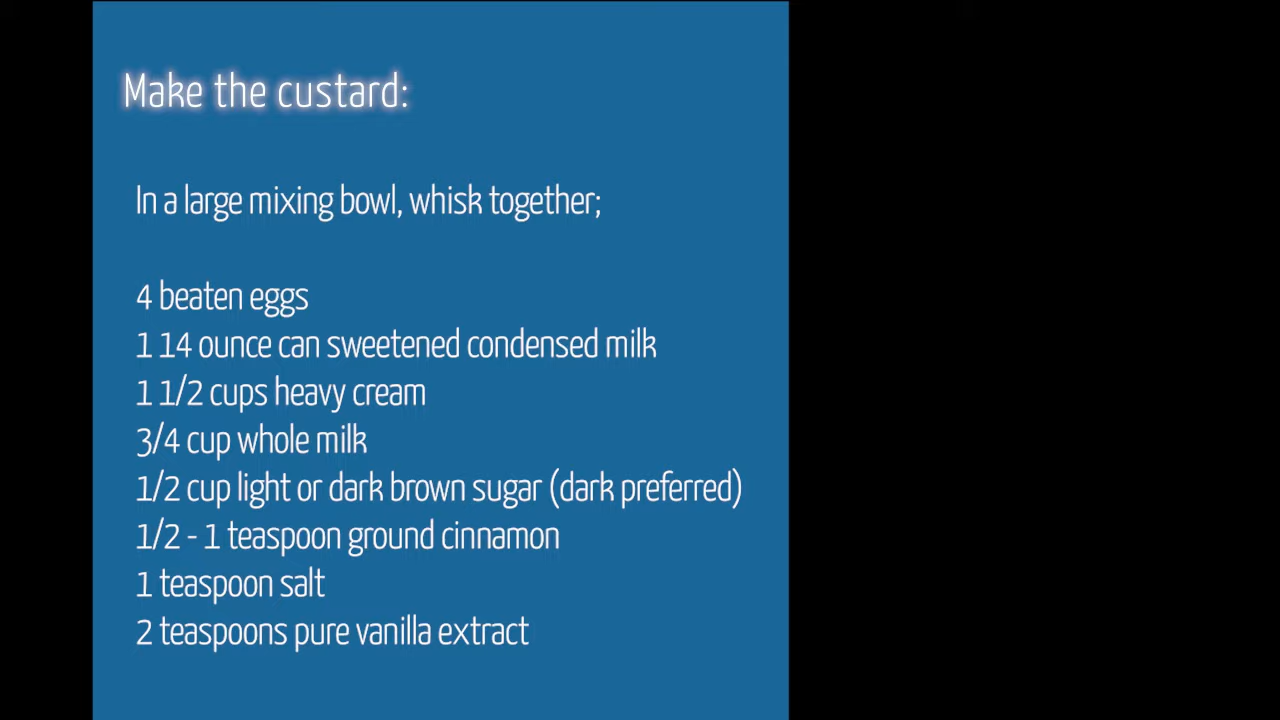 Make the custard:
In a large mixing bowl, whisk together;
4 beaten eggs
1 14 ounce can sweetened condensed milk
1 1/2 cups heavy cream
3/4 cup whole milk
1/2 cup light or dark brown sugar (dark preferred)
1/2 - 1 teaspoon ground cinnamon
1 teaspoon salt
2 teaspoons pure vanilla extract